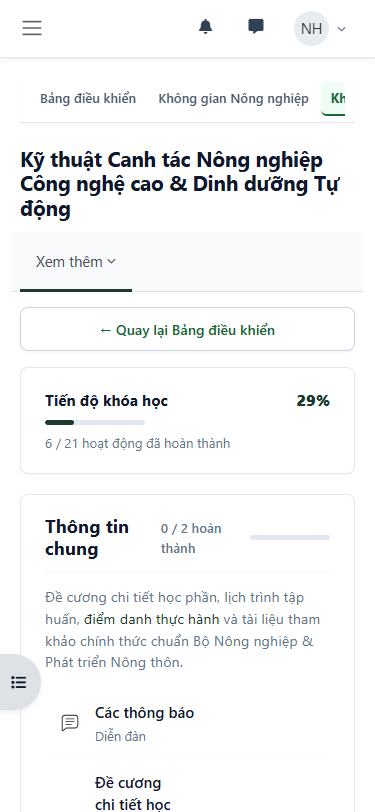 NH
Bảng điều khiển
Không gian Nông nghiệp
Kh
Kỹ thuật Canh tác Nông nghiệp
Công nghệ cao & Dinh dưỡng Tự
động
Xem thêm
← Quay lại Bảng điều khiển
Tiến độ khóa học
29%
6 / 21 hoạt động đã hoàn thành
Thông tin
chung
0 / 2 hoàn
thành
Đề cương chi tiết học phần, lịch trình tập
huấn, điểm danh thực hành và tài liệu tham
khảo chính thức chuẩn Bộ Nông nghiệp &
Phát triển Nông thôn.
Các thông báo
Diễn đàn
Đề cương
chi tiết học